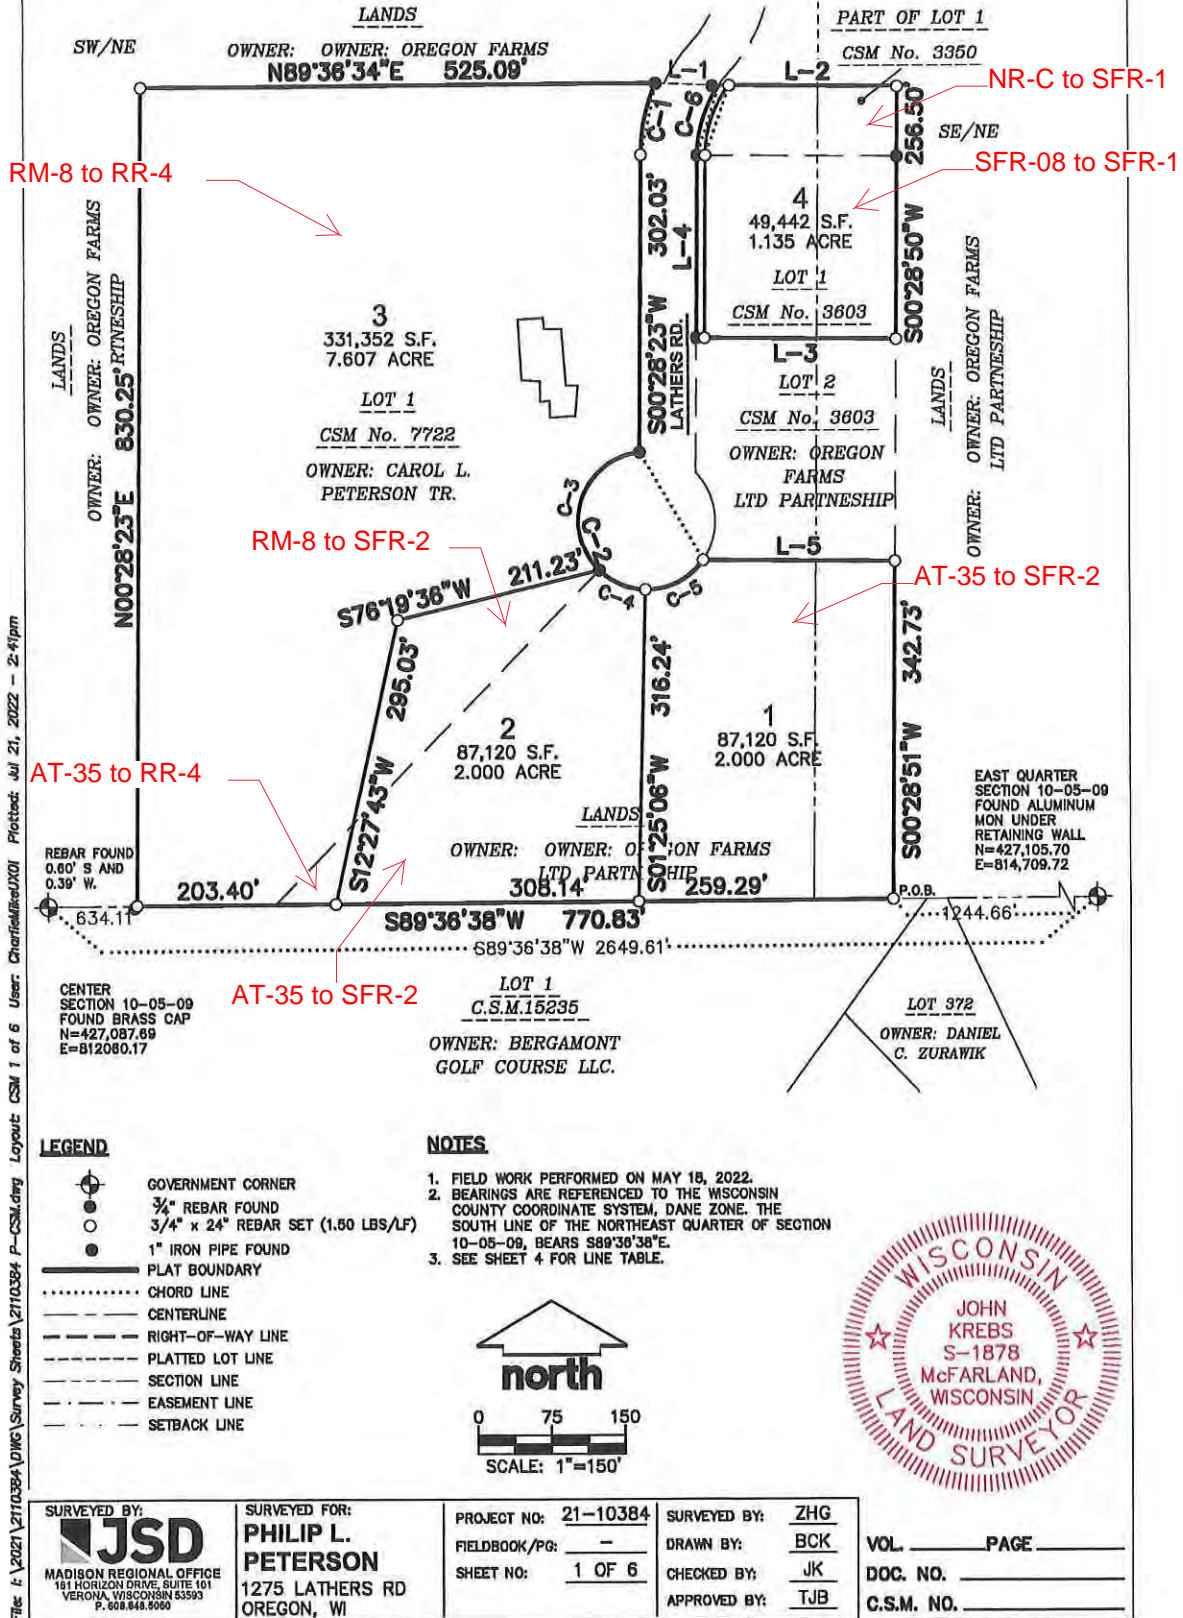 LANDS
SW/NE
OWNER: OWNER: OREGON FARMS
N89°36'34"E 525.09'
PART OF LOT 1
CSM No. 3350
L-1
L-2
NR-C to SFR-1
C-1
C-6
256.50'
SE/NE
SFR-08 to SFR-1
RM-8 to RR-4
4
49,442 S.F.
1.135 ACRE
LOT 1
CSM No. 3603
S00°28'50"W
302.03'
L-4
S00°28'23"W
LATHERS RD.
L-3
LOT 2
CSM No. 3603
OWNER: OREGON
FARMS
LTD PARTNESHIP
LANDS
OWNER: OREGON FARMS
LTD PARTNESHIP
LANDS
OWNER: OWNER: OREGON FARMS
RTNESHIP
830.25'
N00°28'23"E
3
331,352 S.F.
7.607 ACRE
LOT 1
CSM No. 7722
OWNER: CAROL L.
PETERSON TR.
C-3
C-2
RM-8 to SFR-2
211.23'
S76°19'36"W
C-4
C-5
L-5
AT-35 to SFR-2
342.73'
S00°28'51"W
295.03'
S12°27'43"W
316.24'
S01°25'06"W
2
87,120 S.F.
2.000 ACRE
1
87,120 S.F.
2.000 ACRE
AT-35 to RR-4
LANDS
OWNER: OWNER: O GON FARMS
LTD PARTN HIP
EAST QUARTER
SECTION 10-05-09
FOUND ALUMINUM
MON UNDER
RETAINING WALL
N=427,105.70
E=814,709.72
REBAR FOUND
0.60' S AND
0.39' W.
203.40'
308.14'
259.29'
P.O.B.
634.11'
S89°36'38"W 770.83'
1244.66'
S89°36'38"W 2649.61'
CENTER
SECTION 10-05-09
FOUND BRASS CAP
N=427,087.69
E=812060.17
AT-35 to SFR-2
LOT 1
C.S.M.15235
OWNER: BERGAMONT
GOLF COURSE LLC.
LOT 372
OWNER: DANIEL
C. ZURAWIK
LEGEND
GOVERNMENT CORNER
3/4" REBAR FOUND
3/4" x 24" REBAR SET (1.50 LBS/LF)
1" IRON PIPE FOUND
PLAT BOUNDARY
CHORD LINE
CENTERLINE
RIGHT-OF-WAY LINE
PLATTED LOT LINE
SECTION LINE
EASEMENT LINE
SETBACK LINE
NOTES
1. FIELD WORK PERFORMED ON MAY 18, 2022.
2. BEARINGS ARE REFERENCED TO THE WISCONSIN
COUNTY COORDINATE SYSTEM, DANE ZONE. THE
SOUTH LINE OF THE NORTHEAST QUARTER OF SECTION
10-05-09, BEARS S89°36'38"E.
3. SEE SHEET 4 FOR LINE TABLE.
north
0 75 150
SCALE: 1"=150'
WISCONSIN
JOHN
KREBS
S-1878
McFARLAND,
WISCONSIN
LAND SURVEYOR
File: I:\2021\2110384\DWG\Survey Sheets\2110384 P-CSM.dwg Layout: CSM 1 of 6 User: CharlieMikeUXOI Plotted: Jul 21, 2022 - 2:41pm
SURVEYED BY:
JSD
MADISON REGIONAL OFFICE
161 HORIZON DRIVE, SUITE 101
VERONA, WISCONSIN 53593
P. 608.848.5060
SURVEYED FOR:
PHILIP L.
PETERSON
1275 LATHERS RD
OREGON, WI
PROJECT NO: 21-10384
FIELDBOOK/PG: -
SHEET NO: 1 OF 6
SURVEYED BY: ZHG
DRAWN BY: BCK
CHECKED BY: JK
APPROVED BY: TJB
VOL. PAGE
DOC. NO.
C.S.M. NO.